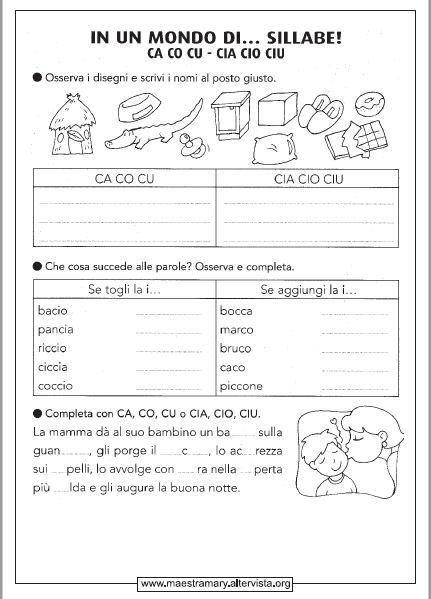 IN UN MONDO DI... SILLABE!
CA CO CU - CIA CIO CIU
● Osserva i disegni e scrivi i nomi al posto giusto.
CA CO CU CIA CIO CIU
● Che cosa succede alle parole? Osserva e completa.
Se togli la i... Se aggiungi la i...
bacio bocca
pancia marco
riccio bruco
ciccia caco
coccio piccone
● Completa con CA, CO, CU o CIA, CIO, CIU.
La mamma dà al suo bambino un ba........ sulla
guan........, gli porge il ........c........, lo ac........rezza
sui ........pelli, lo avvolge con ........ra nella ........perta
più ........lda e gli augura la buona notte.
www.maestramary.altervista.org